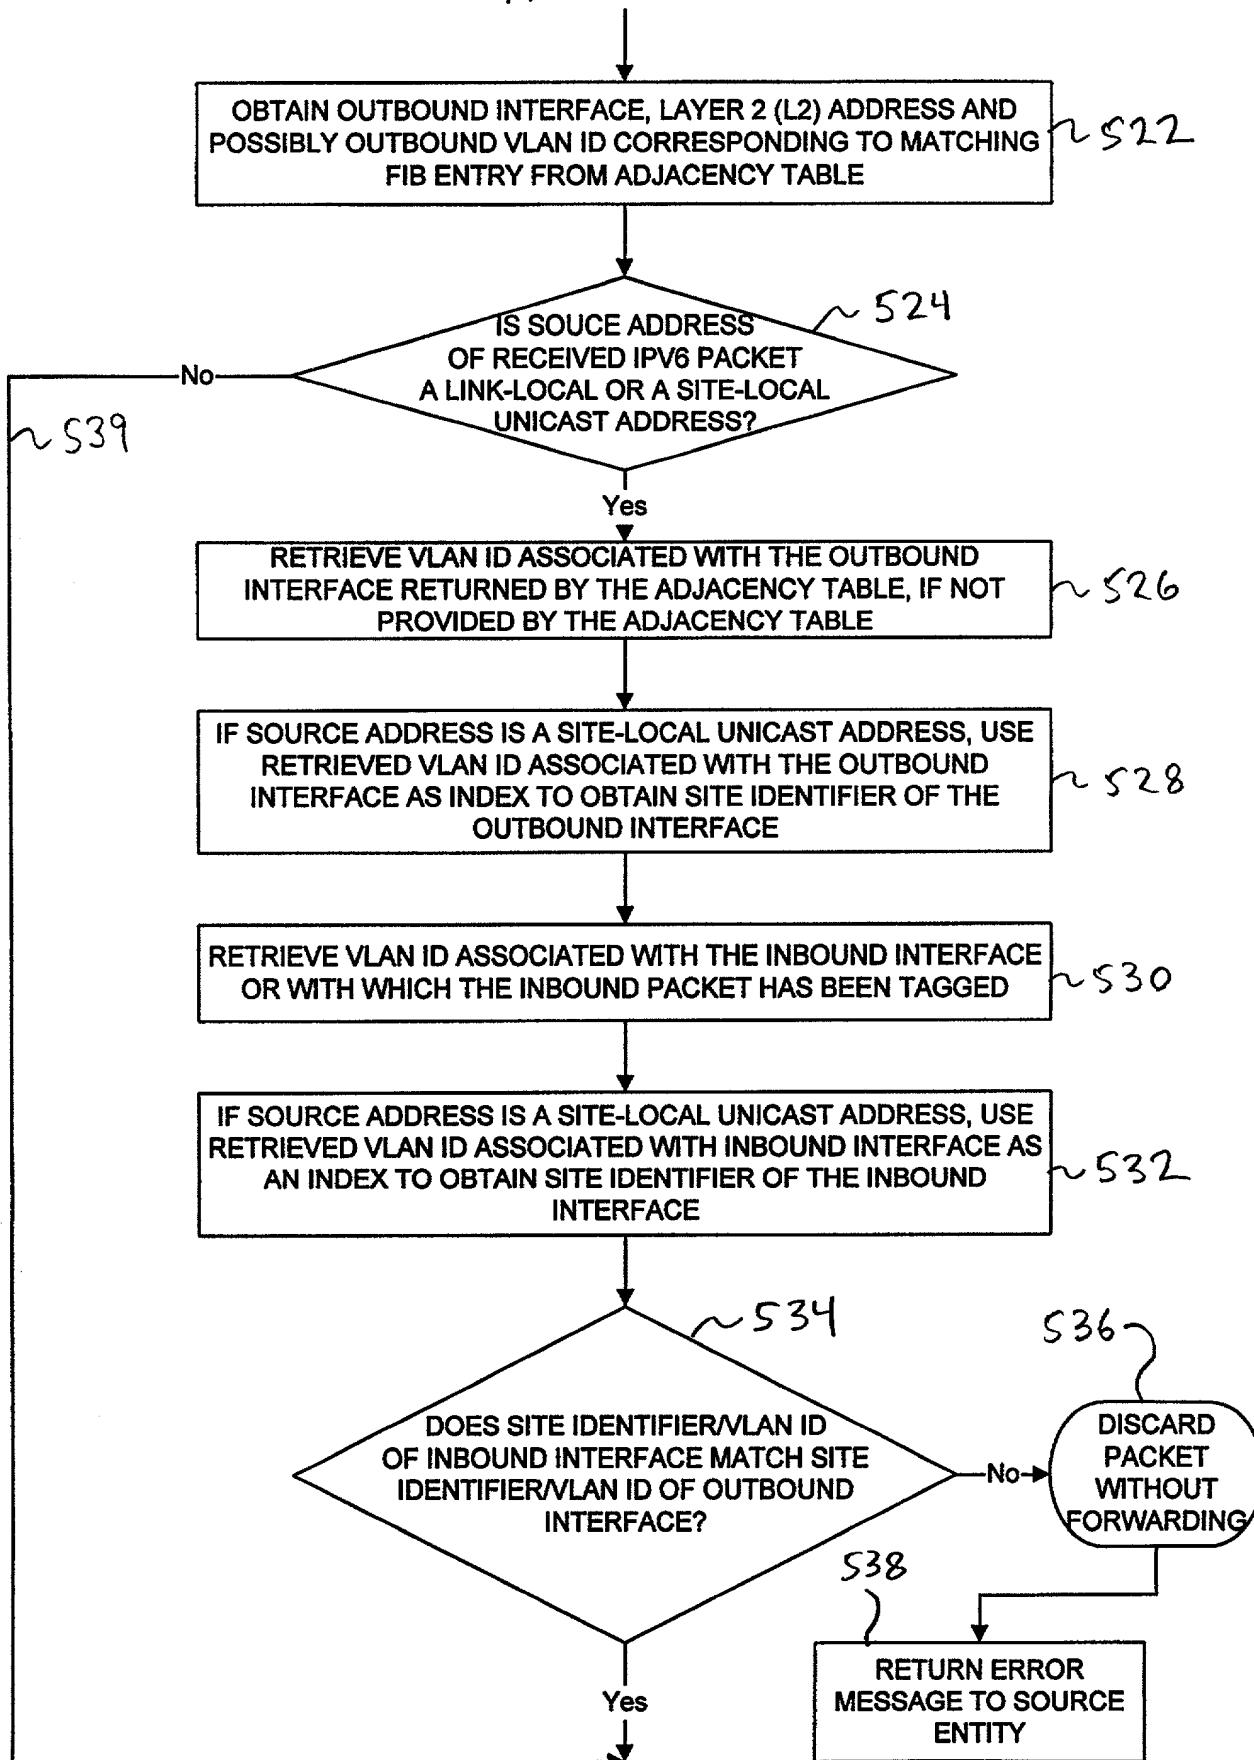 OBTAIN OUTBOUND INTERFACE, LAYER 2 (L2) ADDRESS AND
POSSIBLY OUTBOUND VLAN ID CORRESPONDING TO MATCHING
FIB ENTRY FROM ADJACENCY TABLE
522
IS SOUCE ADDRESS
OF RECEIVED IPV6 PACKET
A LINK-LOCAL OR A SITE-LOCAL
UNICAST ADDRESS?
524
No
539
Yes
RETRIEVE VLAN ID ASSOCIATED WITH THE OUTBOUND
INTERFACE RETURNED BY THE ADJACENCY TABLE, IF NOT
PROVIDED BY THE ADJACENCY TABLE
526
IF SOURCE ADDRESS IS A SITE-LOCAL UNICAST ADDRESS, USE
RETRIEVED VLAN ID ASSOCIATED WITH THE OUTBOUND
INTERFACE AS INDEX TO OBTAIN SITE IDENTIFIER OF THE
OUTBOUND INTERFACE
528
RETRIEVE VLAN ID ASSOCIATED WITH THE INBOUND INTERFACE
OR WITH WHICH THE INBOUND PACKET HAS BEEN TAGGED
530
IF SOURCE ADDRESS IS A SITE-LOCAL UNICAST ADDRESS, USE
RETRIEVED VLAN ID ASSOCIATED WITH INBOUND INTERFACE AS
AN INDEX TO OBTAIN SITE IDENTIFIER OF THE INBOUND
INTERFACE
532
534
DOES SITE IDENTIFIER/VLAN ID
OF INBOUND INTERFACE MATCH SITE
IDENTIFIER/VLAN ID OF OUTBOUND
INTERFACE?
No
536
DISCARD
PACKET
WITHOUT
FORWARDING
538
RETURN ERROR
MESSAGE TO SOURCE
ENTITY
Yes